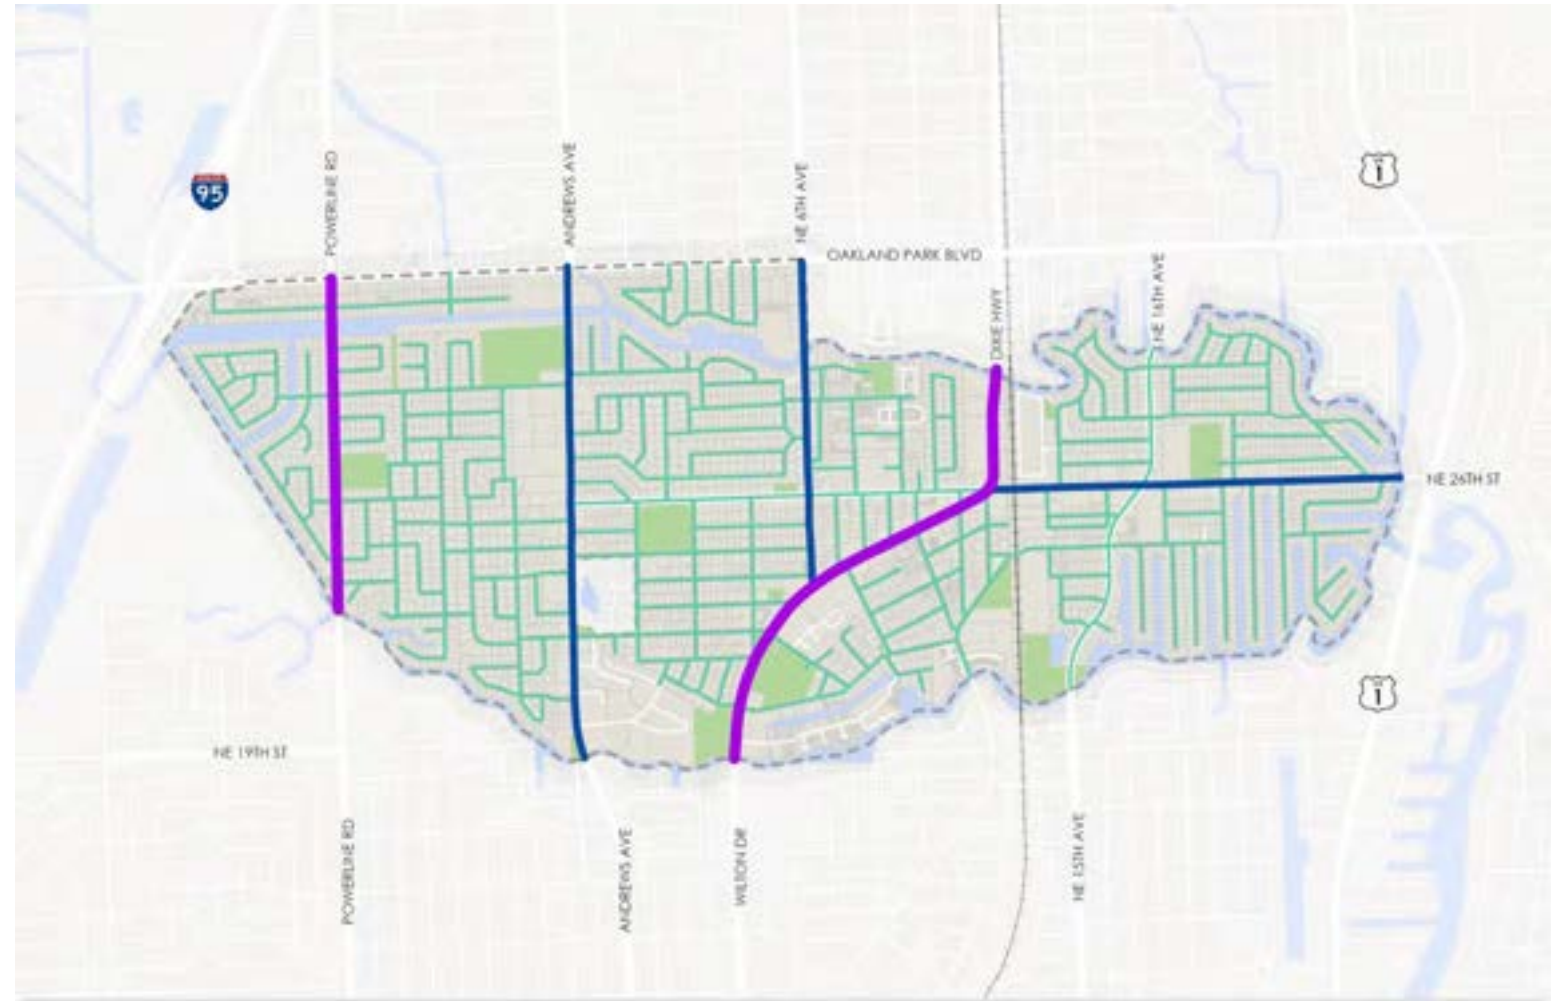 POWERLINE RD
ANDREWS AVE
NE 6TH AVE
1
95
OAKLAND PARK BLVD
NE 16TH AVE
DIXIE HWY
NE 26TH ST
1
NE 19TH ST
POWERLINE RD
ANDREWS AVE
WILTON DR
NE 15TH AVE